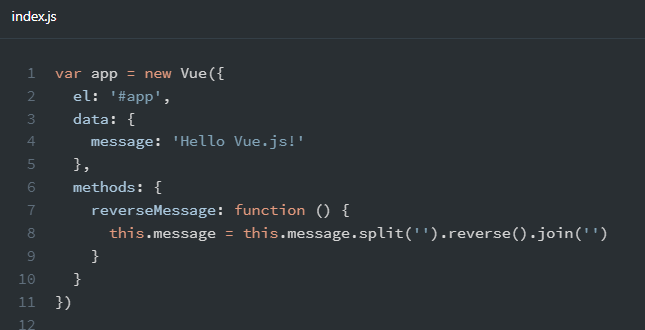 index.js
1 var app = new Vue({
2   el: '#app',
3   data: {
4     message: 'Hello Vue.js!'
5   },
6   methods: {
7     reverseMessage: function () {
8       this.message = this.message.split('').reverse().join('')
9     }
10   }
11 })
12